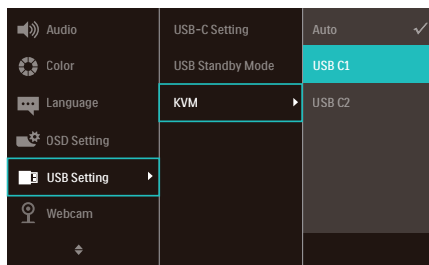 Audio
Color
Language
OSD Setting
USB Setting
Webcam
USB-C Setting
USB Standby Mode
KVM
Auto
USB C1
USB C2